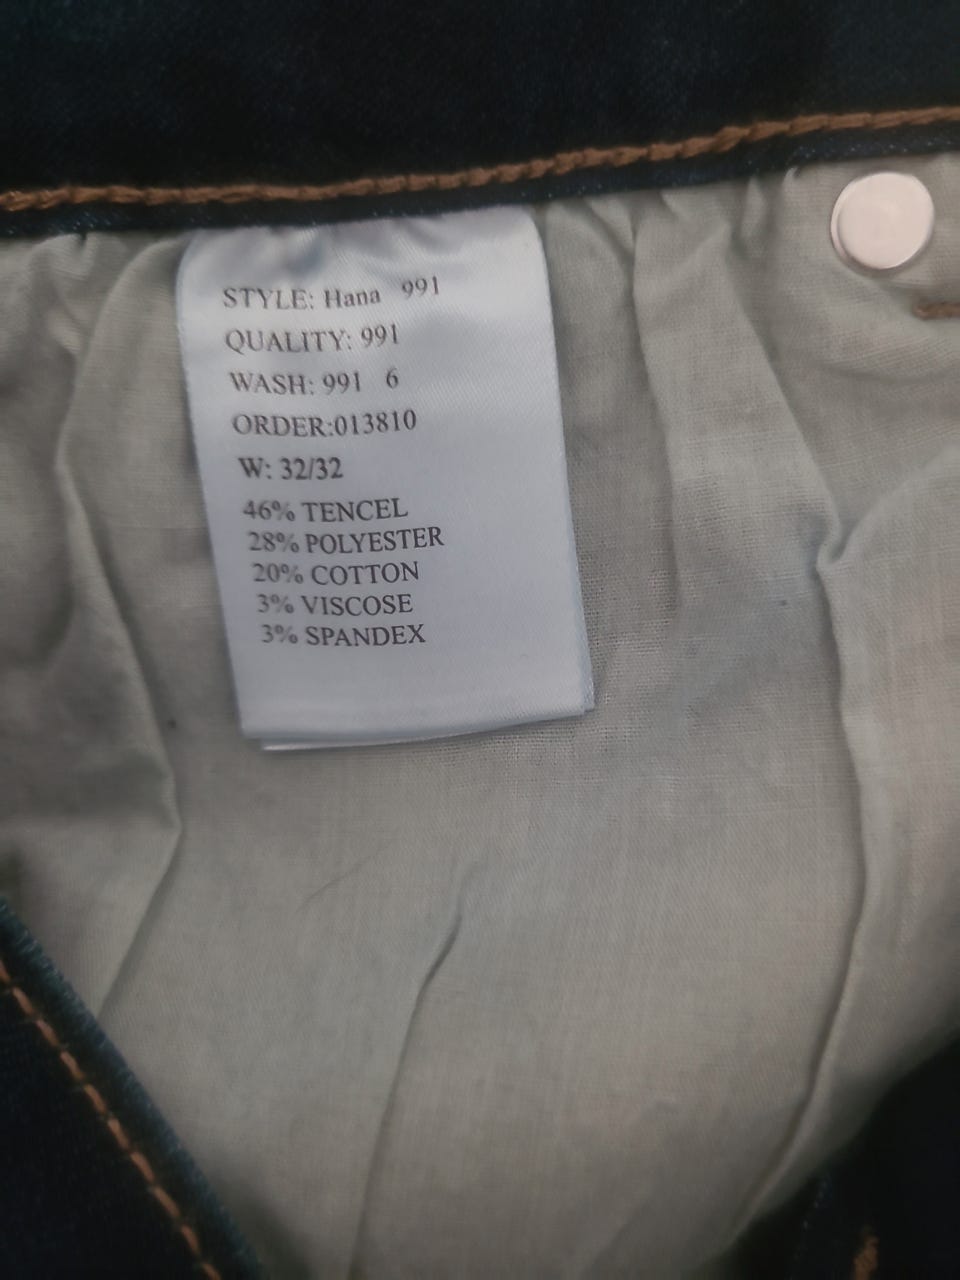 STYLE: Hana 991
QUALITY: 991
WASH: 991 6
ORDER:013810
W: 32/32
46% TENCEL
28% POLYESTER
20% COTTON
3% VISCOSE
3% SPANDEX